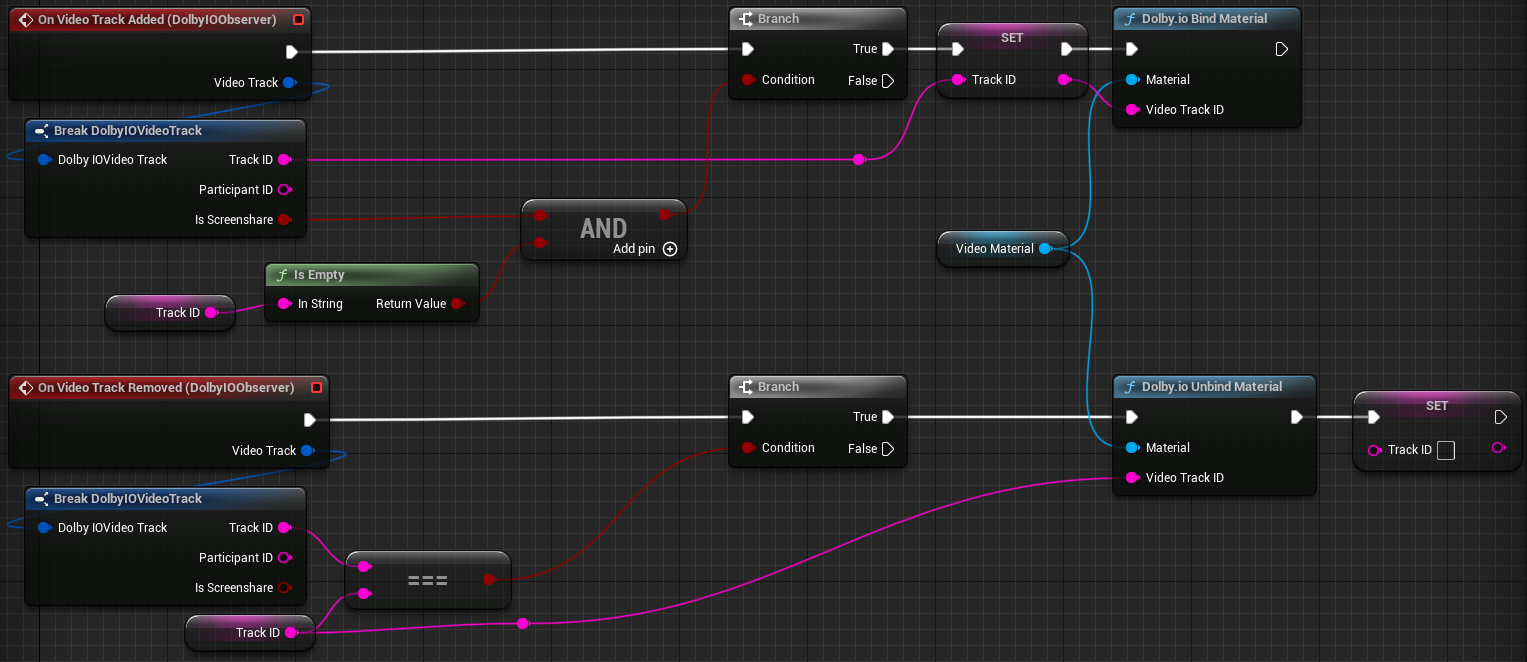 On Video Track Added (DolbyIOObserver)
Video Track
Break DolbyIOVideoTrack
Dolby IOVideo Track
Track ID
Participant ID
Is Screenshare
Track ID
Is Empty
In String
Return Value
AND
Add pin
Branch
True
Condition
False
SET
Track ID
Dolby.io Bind Material
Material
Video Track ID
Video Material
On Video Track Removed (DolbyIOObserver)
Video Track
Break DolbyIOVideoTrack
Dolby IOVideo Track
Track ID
Participant ID
Is Screenshare
Track ID
===
Branch
True
Condition
False
Dolby.io Unbind Material
Material
Video Track ID
SET
Track ID